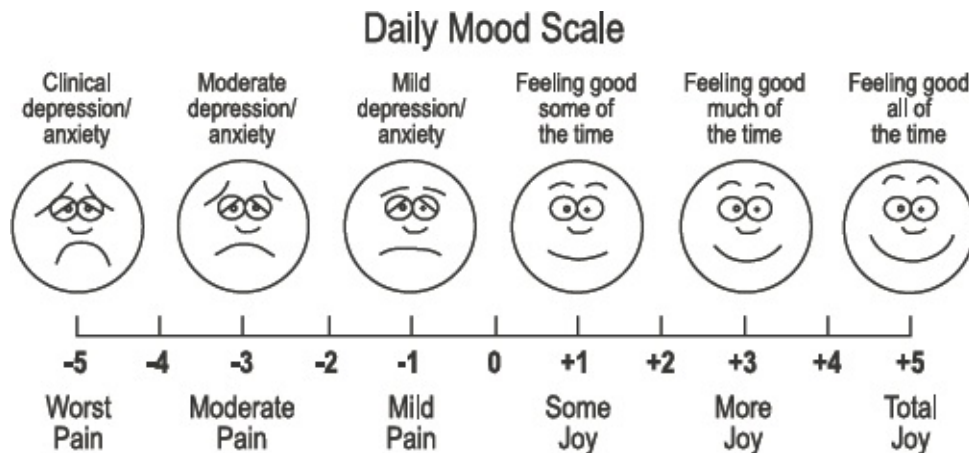 Daily Mood Scale
Clinical
depression/
anxiety
Moderate
depression/
anxiety
Mild
depression/
anxiety
Feeling good
some of
the time
Feeling good
much of
the time
Feeling good
all of
the time
-5 -4 -3 -2 -1 0 +1 +2 +3 +4 +5
Worst
Pain
Moderate
Pain
Mild
Pain
Some
Joy
More
Joy
Total
Joy